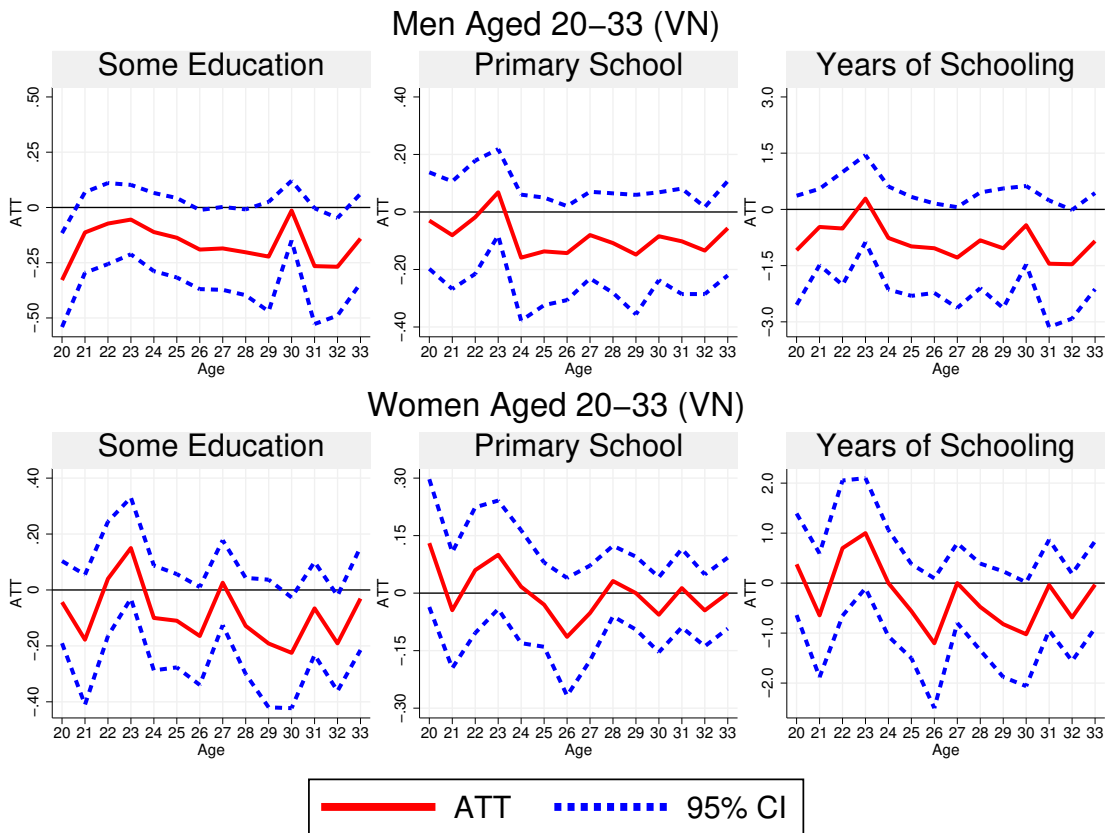 Men Aged 20−33 (VN)
Some Education
Primary School
Years of Schooling
ATT
.50
.25
0
−.25
−.50
20 21 22 23 24 25 26 27 28 29 30 31 32 33
Age
ATT
.40
.20
0
−.20
−.40
20 21 22 23 24 25 26 27 28 29 30 31 32 33
Age
ATT
3.0
1.5
0
−1.5
−3.0
20 21 22 23 24 25 26 27 28 29 30 31 32 33
Age
Women Aged 20−33 (VN)
Some Education
Primary School
Years of Schooling
ATT
.40
.20
0
−.20
−.40
20 21 22 23 24 25 26 27 28 29 30 31 32 33
Age
ATT
.30
.15
0
−.15
−.30
20 21 22 23 24 25 26 27 28 29 30 31 32 33
Age
ATT
2.0
1.0
0
−1.0
−2.0
20 21 22 23 24 25 26 27 28 29 30 31 32 33
Age
ATT
95% CI